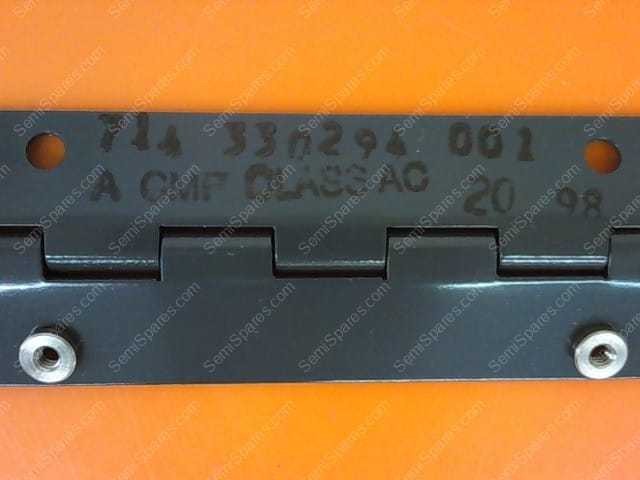 714 330294 001
A CMP CLASS AC 20 98
SemiSpares.com